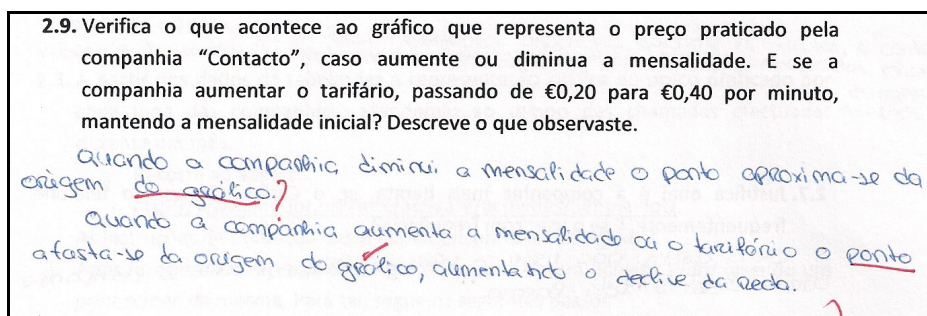 2.9. Verifica o que acontece ao gráfico que representa o preço praticado pela
companhia “Contacto”, caso aumente ou diminua a mensalidade. E se a
companhia aumentar o tarifário, passando de €0,20 para €0,40 por minuto,
mantendo a mensalidade inicial? Descreve o que observaste.
Quando a companhia diminui a mensalidade o ponto aproxima-se da
origem do gráfico.?
Quando a companhia aumenta a mensalidade ou o tarifário o ponto
afasta-se da origem do gráfico, aumentando o declive da reda.